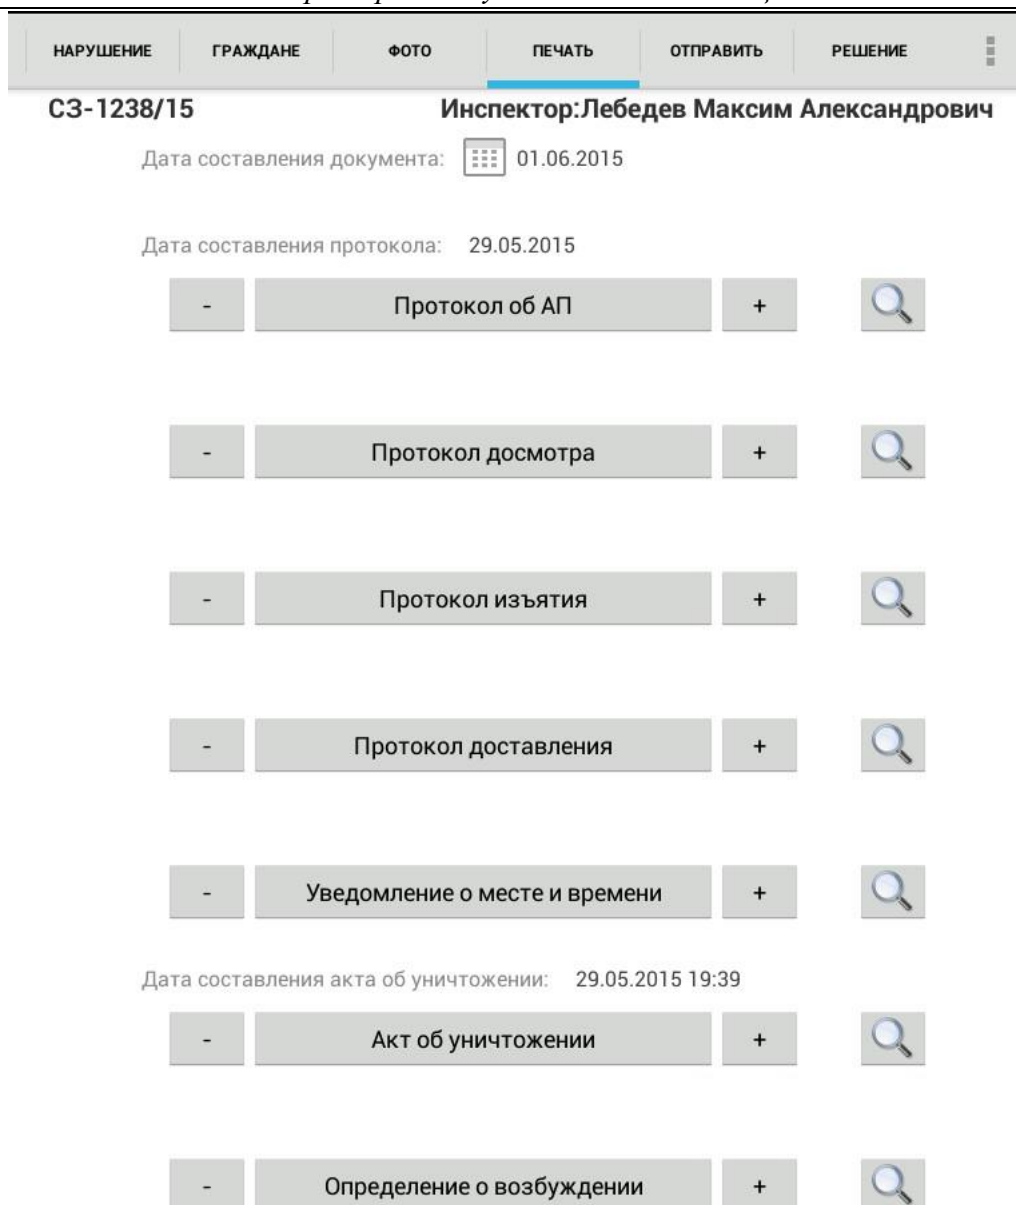 НАРУШЕНИЕ ГРАЖДАНЕ ФОТО ПЕЧАТЬ ОТПРАВИТЬ РЕШЕНИЕ
СЗ-1238/15 Инспектор:Лебедев Максим Александрович
Дата составления документа: 01.06.2015
Дата составления протокола: 29.05.2015
- Протокол об АП +
- Протокол досмотра +
- Протокол изъятия +
- Протокол доставления +
- Уведомление о месте и времени +
Дата составления акта об уничтожении: 29.05.2015 19:39
- Акт об уничтожении +
- Определение о возбуждении +